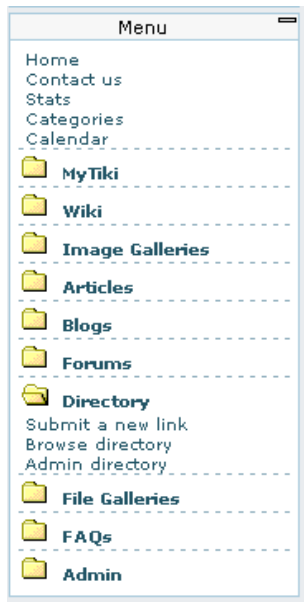 Menu
Home
Contact us
Stats
Categories
Calendar
MyTiki
Wiki
Image Galleries
Articles
Blogs
Forums
Directory
Submit a new link
Browse directory
Admin directory
File Galleries
FAQs
Admin